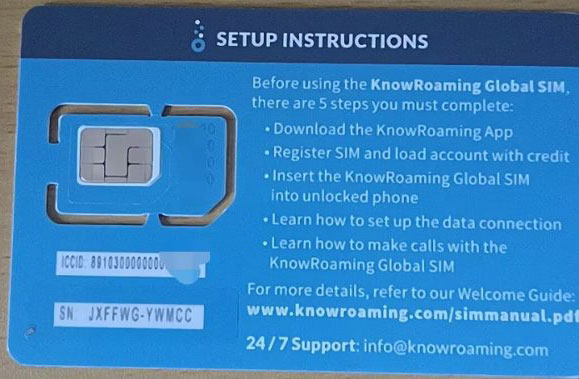 SETUP INSTRUCTIONS
Before using the KnowRoaming Global SIM,
there are 5 steps you must complete:
• Download the KnowRoaming App
• Register SIM and load account with credit
• Insert the KnowRoaming Global SIM
into unlocked phone
• Learn how to set up the data connection
• Learn how to make calls with the
KnowRoaming Global SIM
For more details, refer to our Welcome Guide:
www.knowroaming.com/simmanual.pdf
24/7 Support: info@knowroaming.com
ICCID: 8910300000000
SN: JXFFWG-YWMCC